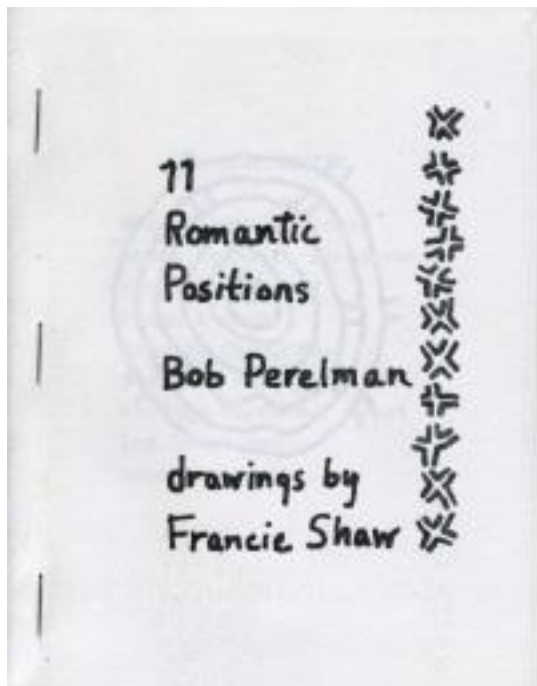 11
Romantic
Positions
Bob Perelman
drawings by
Francie Shaw